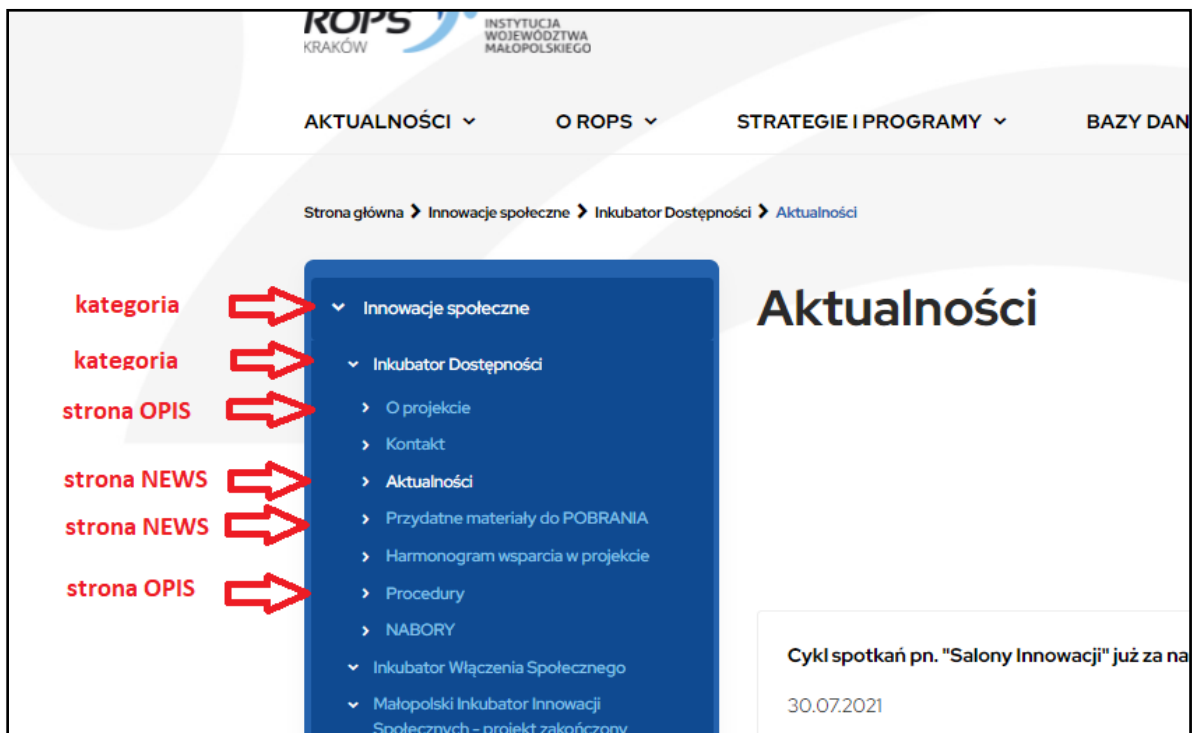 ROPS
KRAKÓW
INSTYTUCJA
WOJEWÓDZTWA
MAŁOPOLSKIEGO
AKTUALNOŚCI
O ROPS
STRATEGIE I PROGRAMY
BAZY DAN
Strona główna > Innowacje społeczne > Inkubator Dostępności > Aktualności
kategoria
Innowacje społeczne
Aktualności
kategoria
Inkubator Dostępności
strona OPIS
O projekcie
Kontakt
strona NEWS
Aktualności
strona NEWS
Przydatne materiały do POBRANIA
Harmonogram wsparcia w projekcie
strona OPIS
Procedury
NABORY
Inkubator Włączenia Społecznego
Małopolski Inkubator Innowacji
Społecznych - projekt zakończony
Cykl spotkań pn. "Salony Innowacji" już za na
30.07.2021